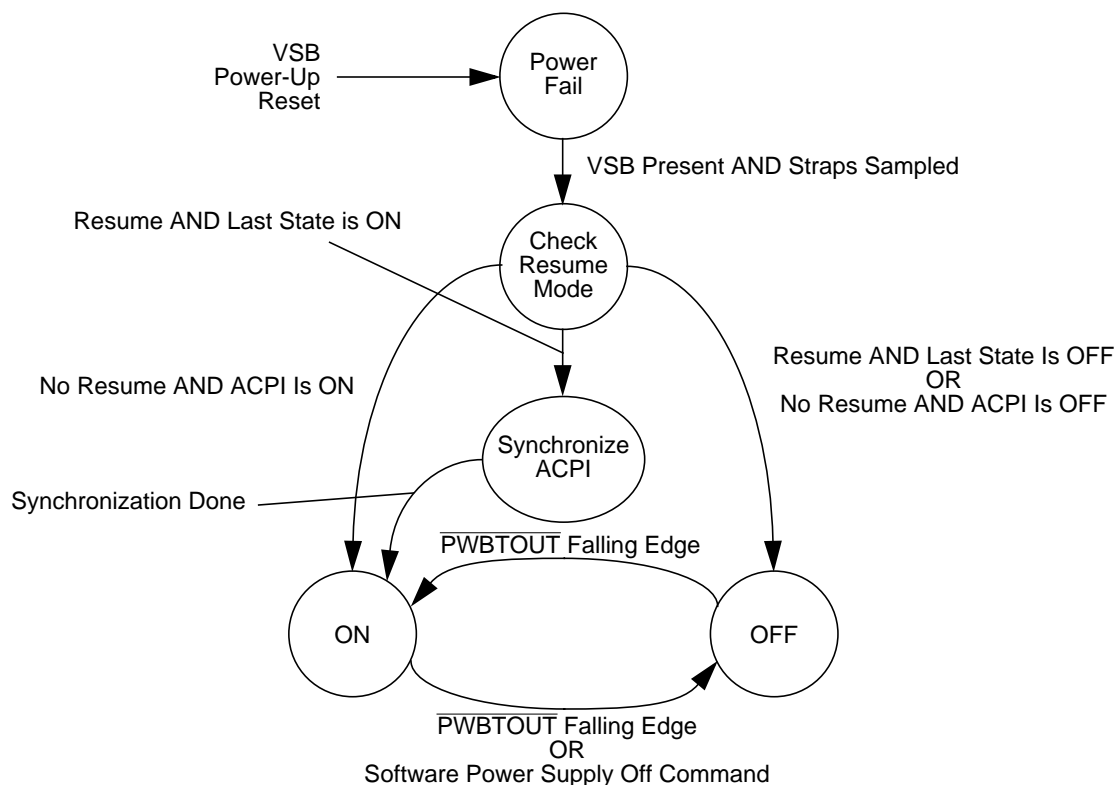 VSB
Power-Up
Reset
Power
Fail
VSB Present AND Straps Sampled
Resume AND Last State is ON
Check
Resume
Mode
No Resume AND ACPI Is ON
Resume AND Last State Is OFF
OR
No Resume AND ACPI Is OFF
Synchronize
ACPI
Synchronization Done
PWBTOUT Falling Edge
ON
OFF
PWBTOUT Falling Edge
OR
Software Power Supply Off Command